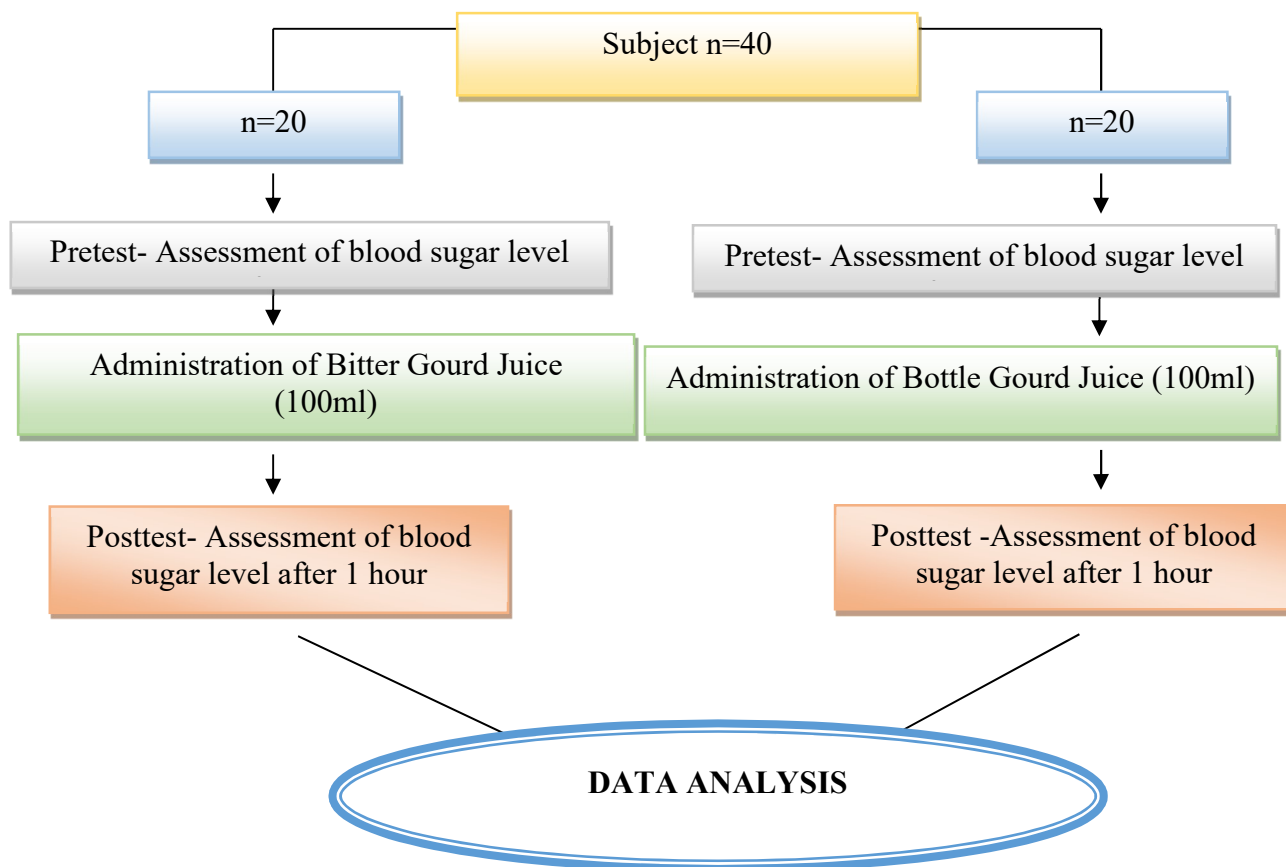 Subject n=40
n=20
n=20
Pretest- Assessment of blood sugar level
Pretest- Assessment of blood sugar level
Administration of Bitter Gourd Juice
(100ml)
Administration of Bottle Gourd Juice (100ml)
Posttest- Assessment of blood
sugar level after 1 hour
Posttest -Assessment of blood
sugar level after 1 hour
DATA ANALYSIS